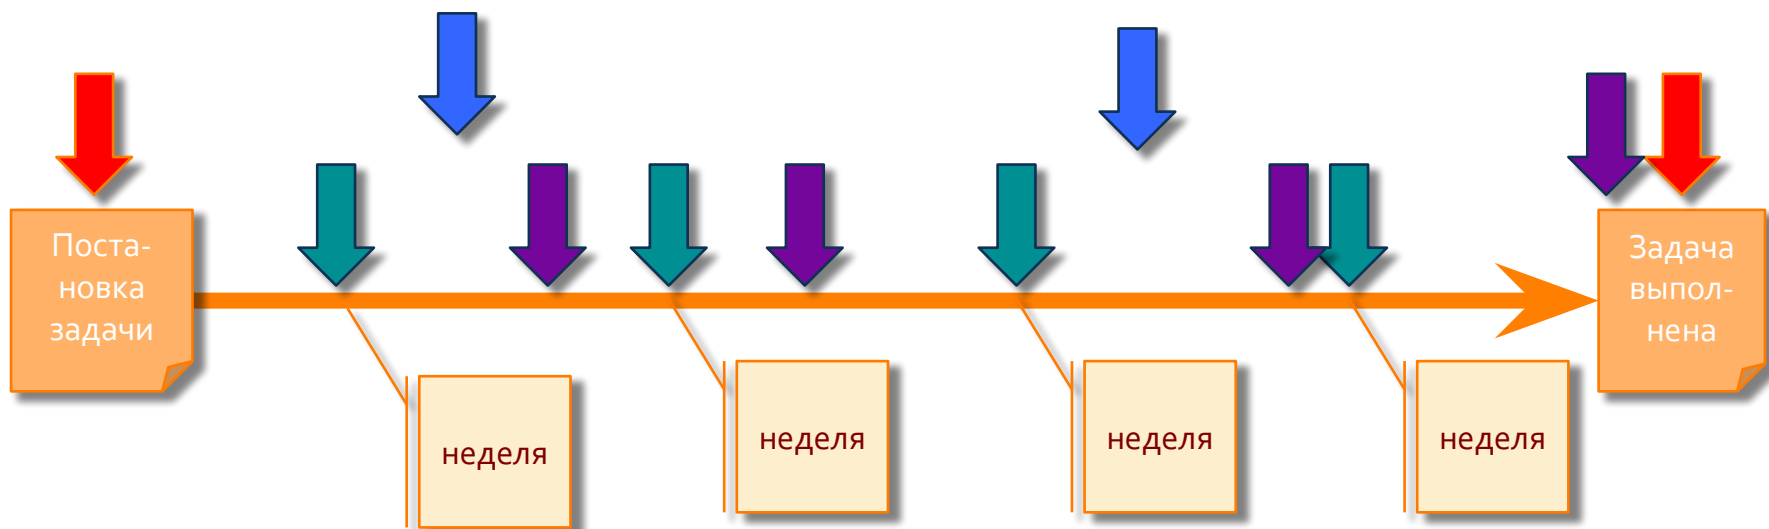 Поста-
новка
задачи
Задача
выпол-
нена
неделя
неделя
неделя
неделя